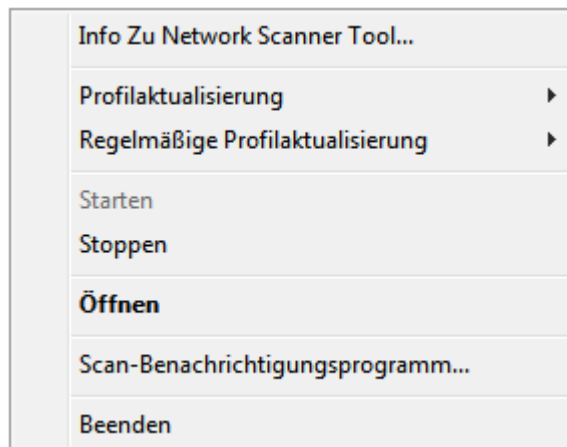 Info Zu Network Scanner Tool...
Profilaktualisierung
Regelmäßige Profilaktualisierung
Starten
Stoppen
Öffnen
Scan-Benachrichtigungsprogramm...
Beenden